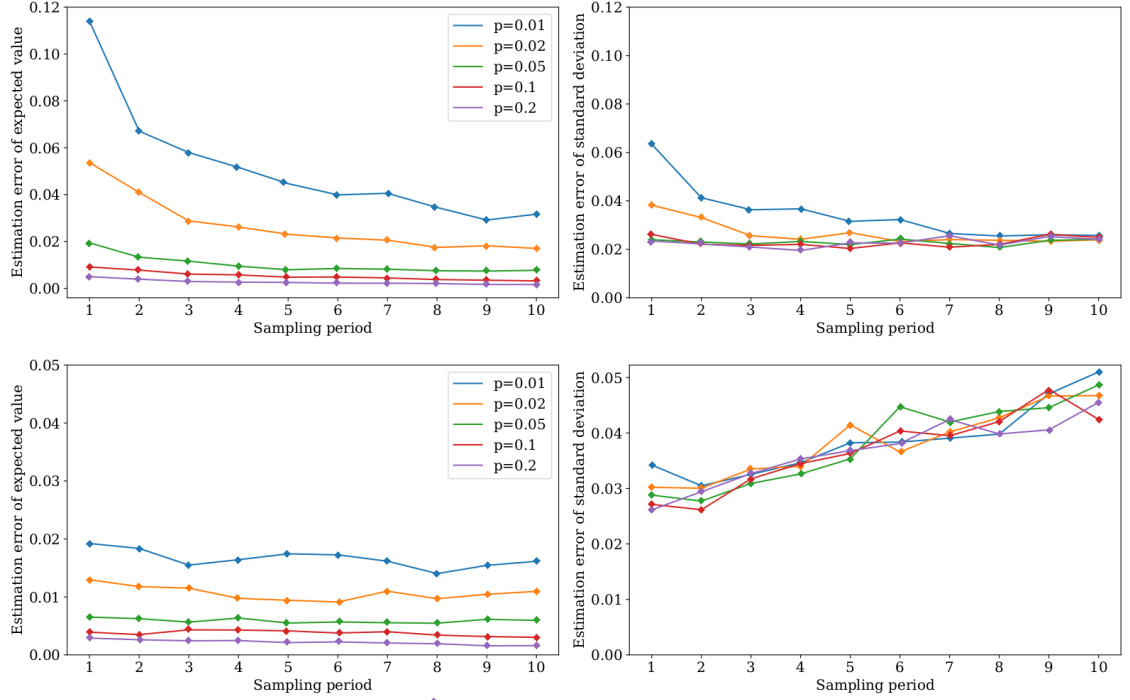 0.12
0.10
0.08
0.06
0.04
0.02
0.00
Estimation error of expected value
p=0.01
p=0.02
p=0.05
p=0.1
p=0.2
1 2 3 4 5 6 7 8 9 10
Sampling period
0.12
0.10
0.08
0.06
0.04
0.02
0.00
Estimation error of standard deviation
1 2 3 4 5 6 7 8 9 10
Sampling period
0.05
0.04
0.03
0.02
0.01
0.00
Estimation error of expected value
p=0.01
p=0.02
p=0.05
p=0.1
p=0.2
1 2 3 4 5 6 7 8 9 10
Sampling period
0.05
0.04
0.03
0.02
0.01
0.00
Estimation error of standard deviation
1 2 3 4 5 6 7 8 9 10
Sampling period